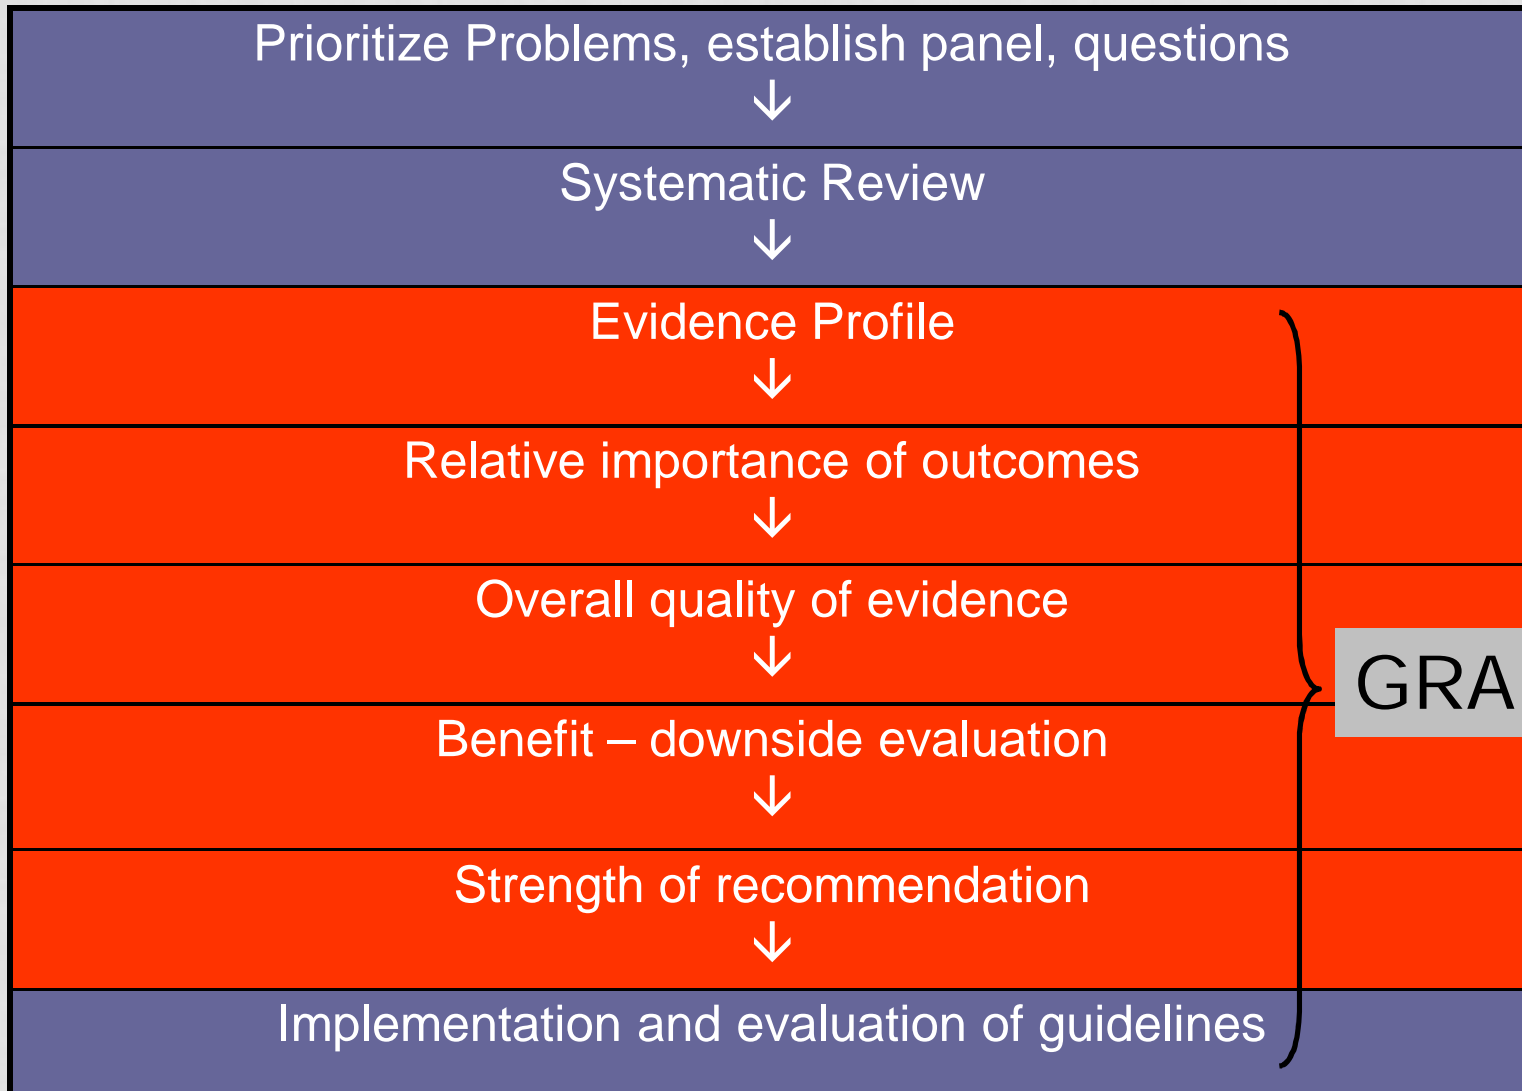 Prioritize Problems, establish panel, questions
↓
Systematic Review
↓
Evidence Profile
↓
Relative importance of outcomes
↓
Overall quality of evidence
↓
GRA
Benefit – downside evaluation
↓
Strength of recommendation
↓
Implementation and evaluation of guidelines